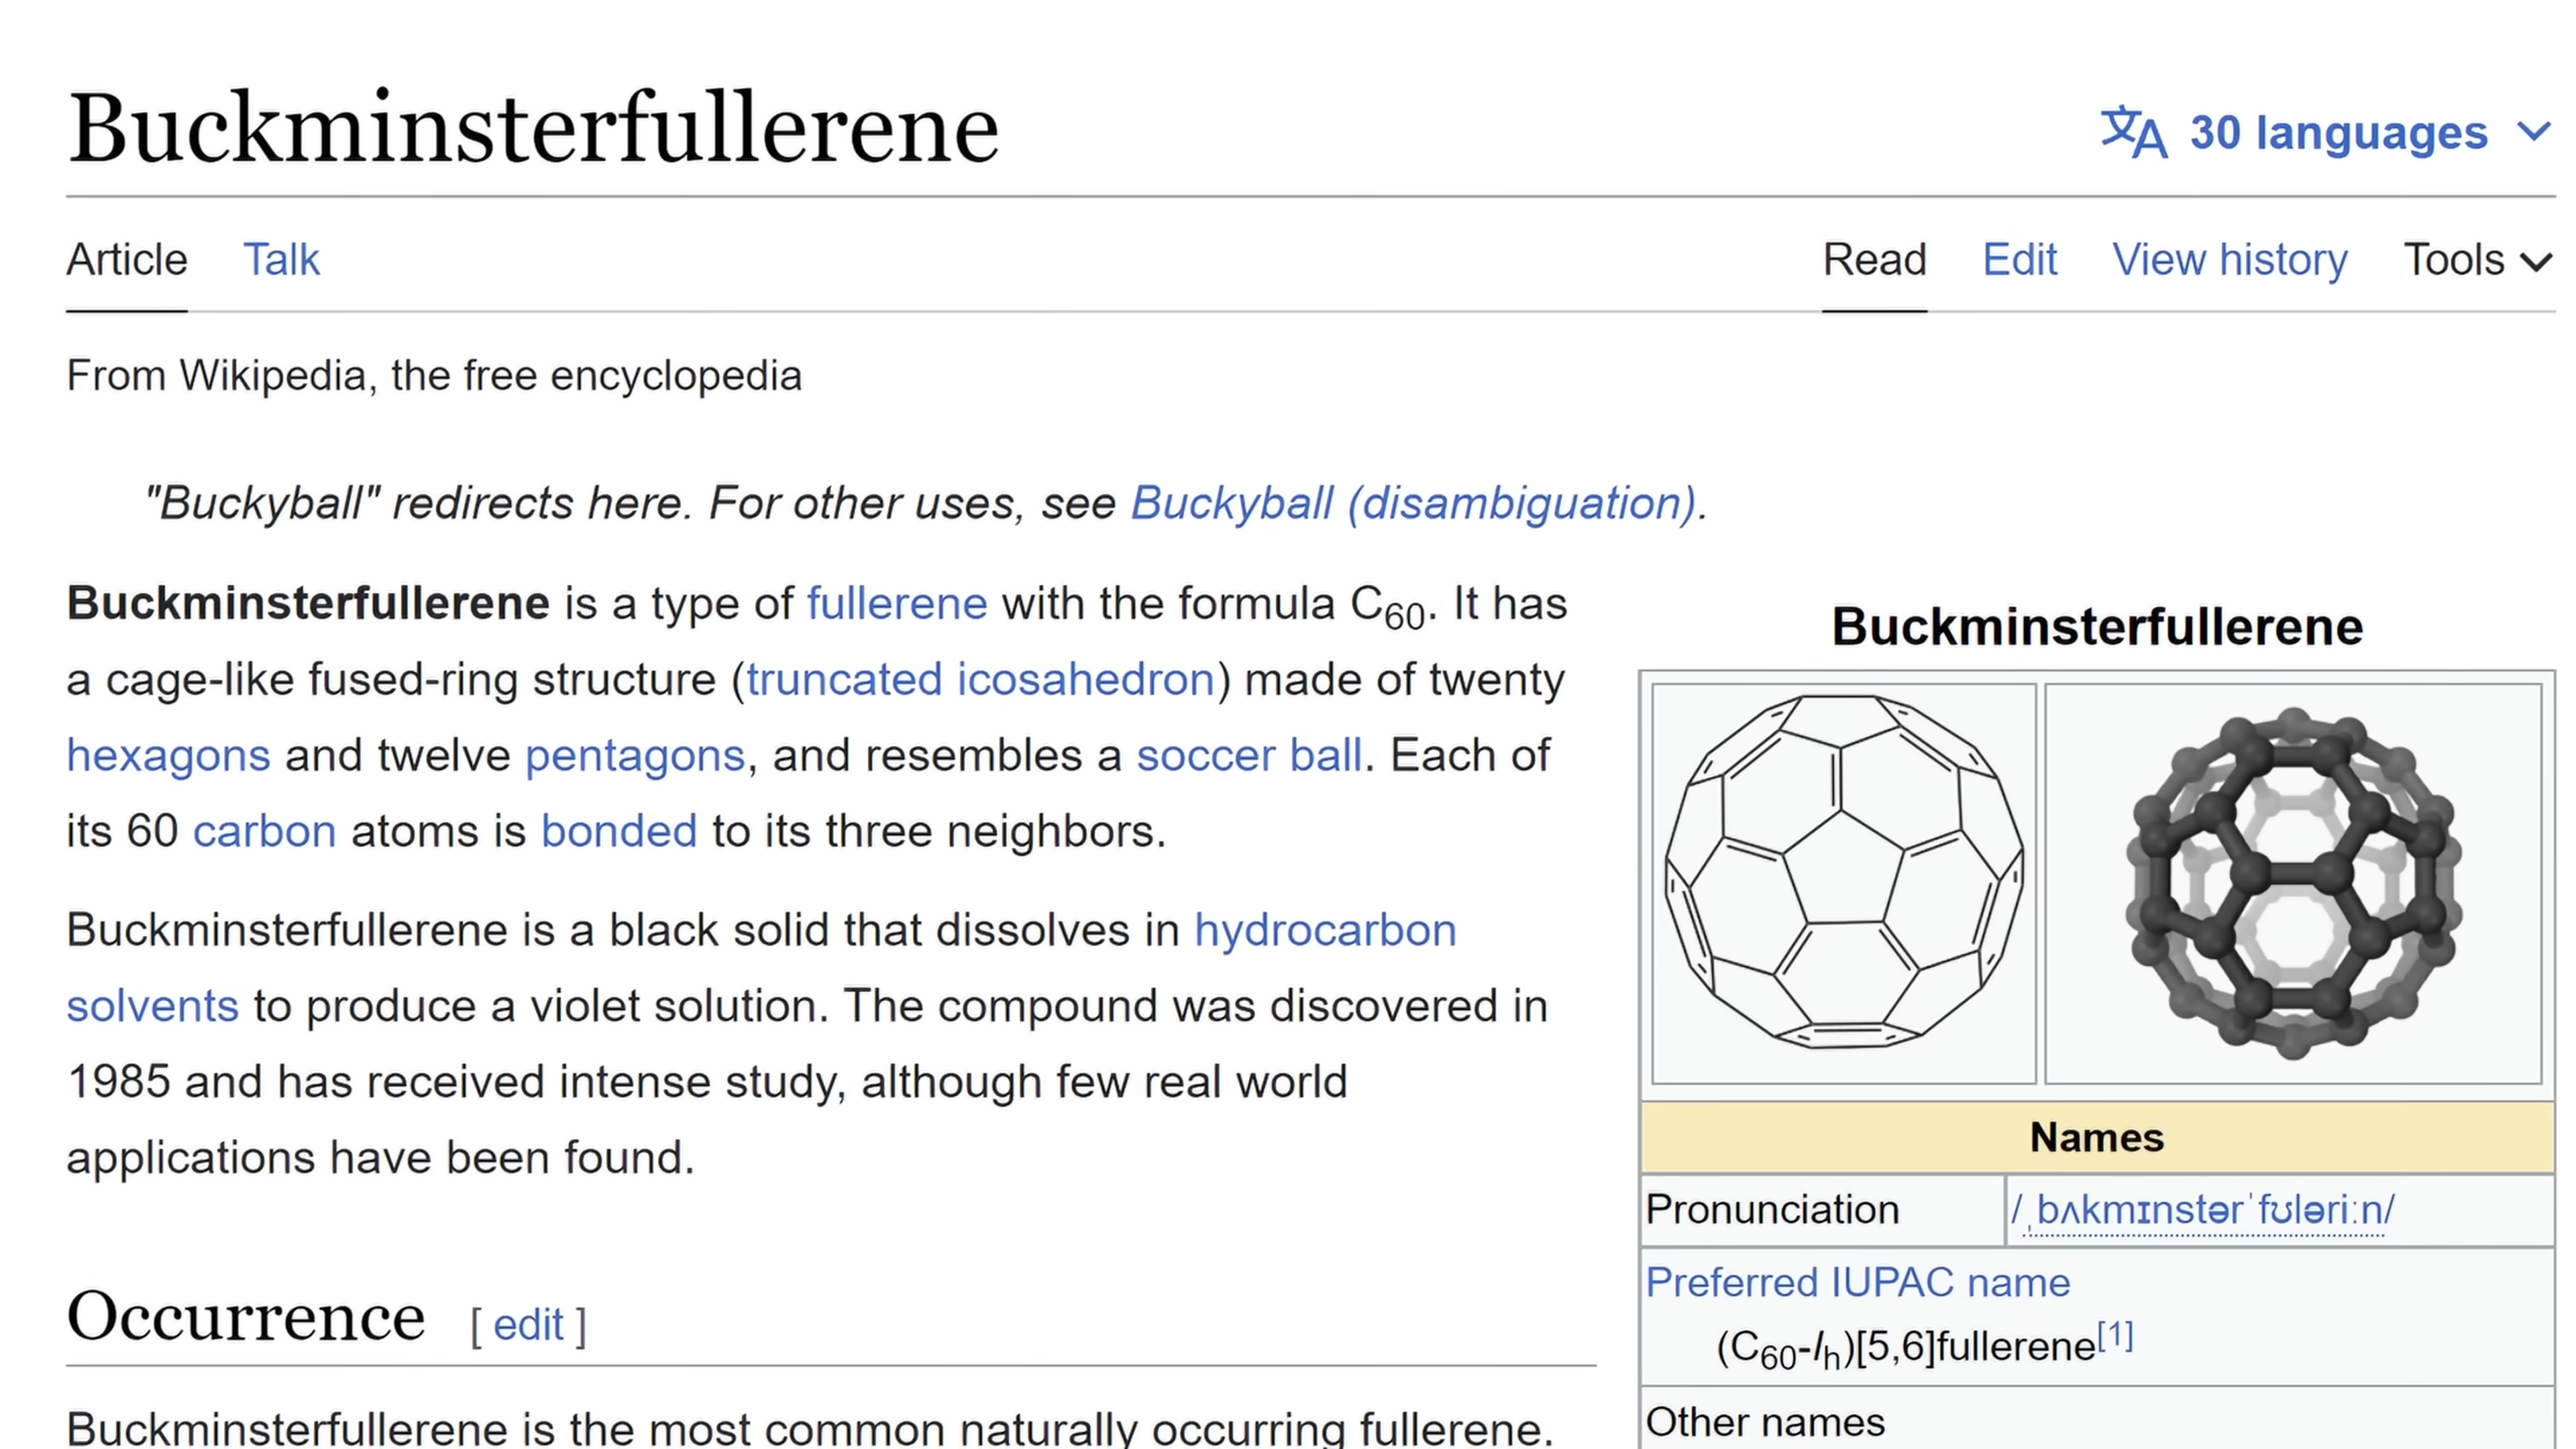 Buckminsterfullerene
30 languages
Article Talk
Read Edit View history Tools
From Wikipedia, the free encyclopedia
"Buckyball" redirects here. For other uses, see Buckyball (disambiguation).
Buckminsterfullerene is a type of fullerene with the formula C₆₀. It has
a cage-like fused-ring structure (truncated icosahedron) made of twenty
hexagons and twelve pentagons, and resembles a soccer ball. Each of
its 60 carbon atoms is bonded to its three neighbors.
Buckminsterfullerene is a black solid that dissolves in hydrocarbon
solvents to produce a violet solution. The compound was discovered in
1985 and has received intense study, although few real world
applications have been found.
Occurrence [ edit ]
Buckminsterfullerene is the most common naturally occurring fullerene.
Buckminsterfullerene
Names
Pronunciation /ˌbʌkmɪnstərˈfʊləriːn/
Preferred IUPAC name
(C₆₀-Iₕ)[5,6]fullerene[1]
Other names